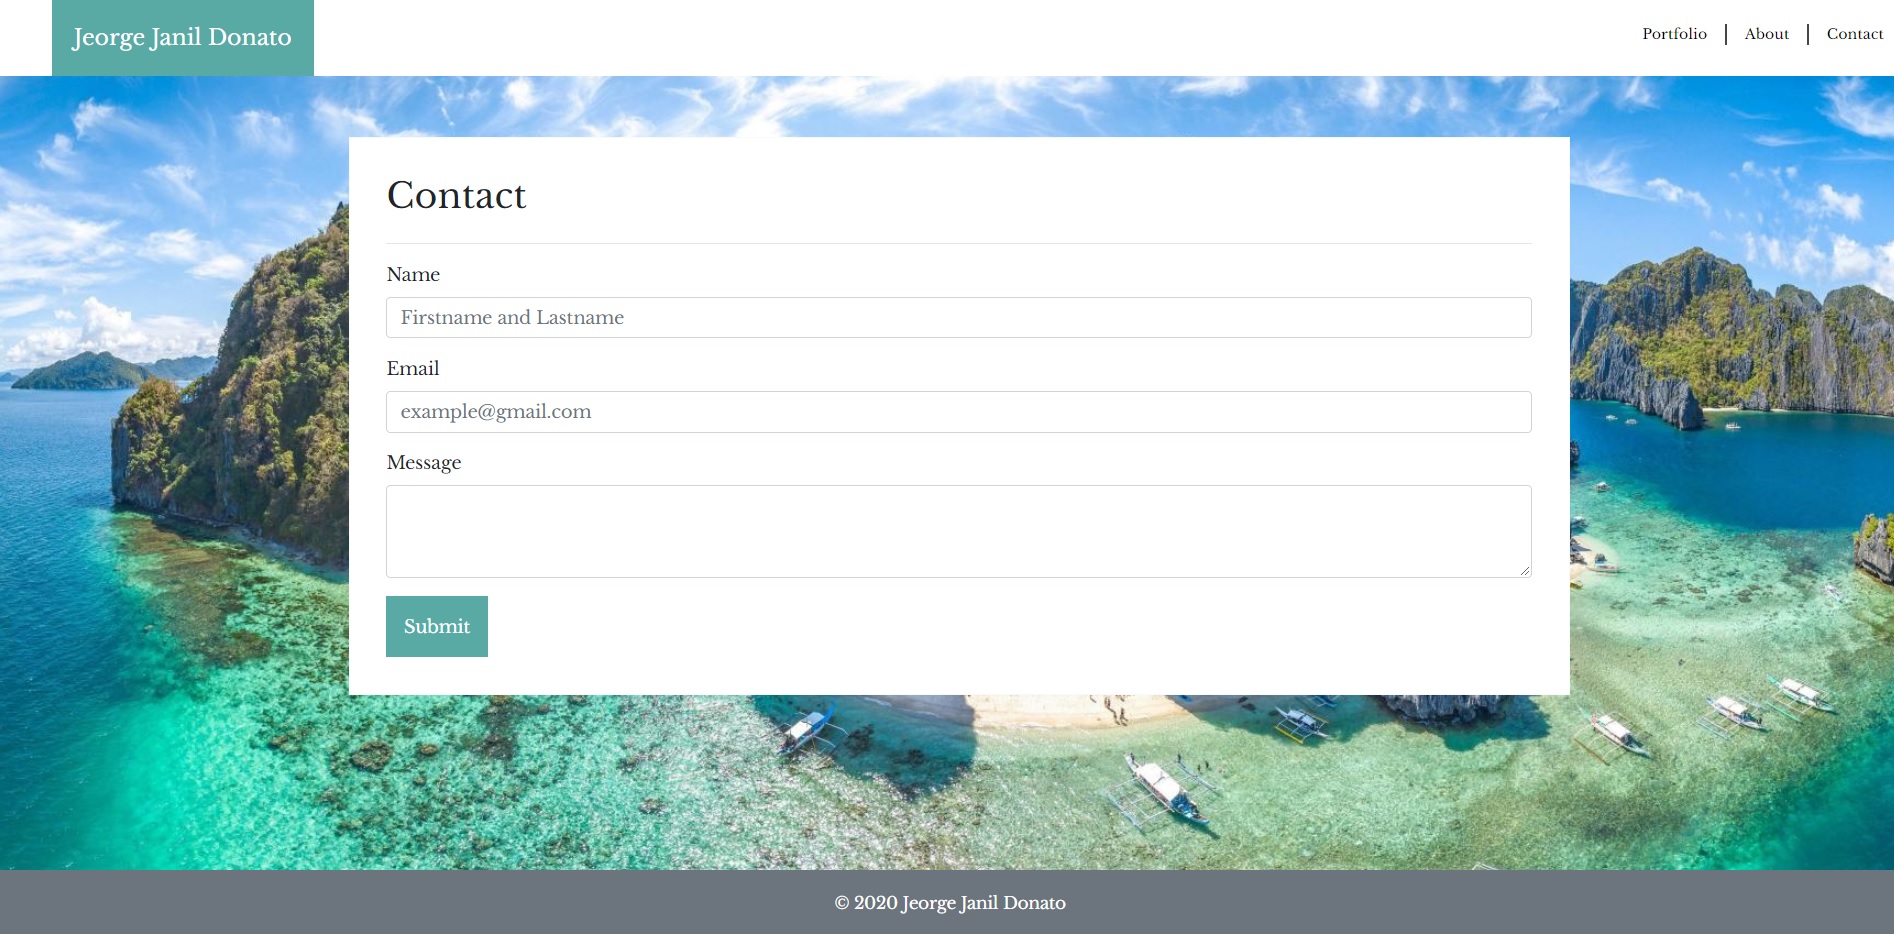 Jeorge Janil Donato
Portfolio
About
Contact
Contact
Name
Firstname and Lastname
Email
example@gmail.com
Message
Submit
© 2020 Jeorge Janil Donato